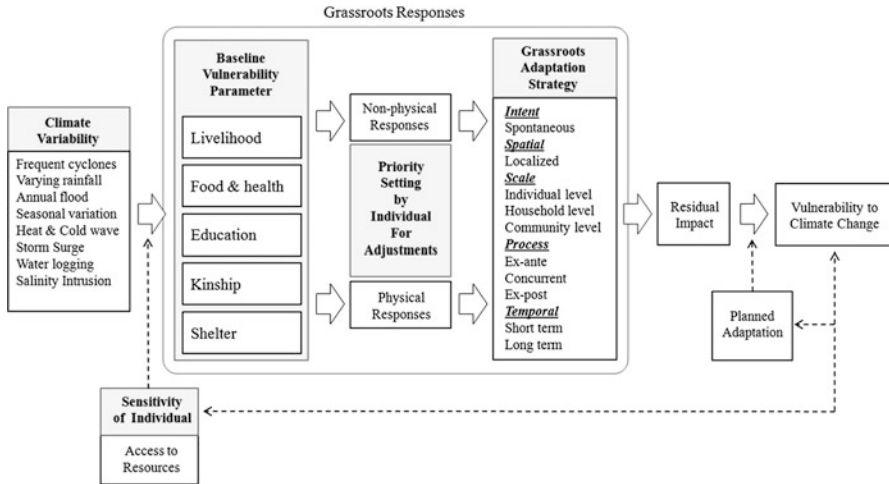 Grassroots Responses
Climate
Variability
Frequent cyclones
Varying rainfall
Annual flood
Seasonal variation
Heat & Cold wave
Storm Surge
Water logging
Salinity Intrusion
Baseline
Vulnerability
Parameter
Livelihood
Food & health
Education
Kinship
Shelter
Non-physical
Responses
Priority
Setting
by
Individual
For
Adjustments
Physical
Responses
Grassroots
Adaptation
Strategy
Intent
Spontaneous
Spatial
Localized
Scale
Individual level
Household level
Community level
Process
Ex-ante
Concurrent
Ex-post
Temporal
Short term
Long term
Residual
Impact
Vulnerability to
Climate Change
Planned
Adaptation
Sensitivity
of Individual
Access to
Resources